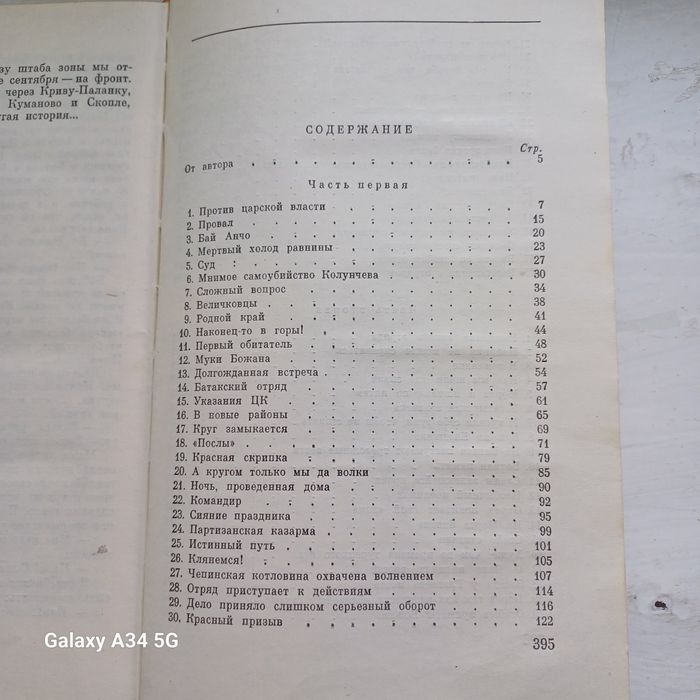 зу штаба зоны мы от-
е сентября — на фронт.
через Криву-Паланку,
Куманово и Скопле,
угая история...
СОДЕРЖАНИЕ
Стр.
От автора 5
Часть первая
1. Против царской власти 7
2. Провал 15
3. Бай Анчо 20
4. Мертвый холод равнины 23
5. Суд 27
6. Мнимое самоубийство Колунчева 30
7. Сложный вопрос 34
8. Величковцы 38
9. Родной край 41
10. Наконец-то в горы! 44
11. Первый обитатель 48
12. Муки Божана 52
13. Долгожданная встреча 54
14. Батакский отряд 57
15. Указания ЦК 61
16. В новые районы 65
17. Круг замыкается 69
18. «Послы» 71
19. Красная скрипка 79
20. А кругом только мы да волки 85
21. Ночь, проведенная дома 90
22. Командир 92
23. Сияние праздника 95
24. Партизанская казарма 99
25. Истинный путь 101
26. Клянемся! 105
27. Чепинская котловина охвачена волнением 107
28. Отряд приступает к действиям 114
29. Дело приняло слишком серьезный оборот 116
30. Красный призыв 122
395
Galaxy A34 5G